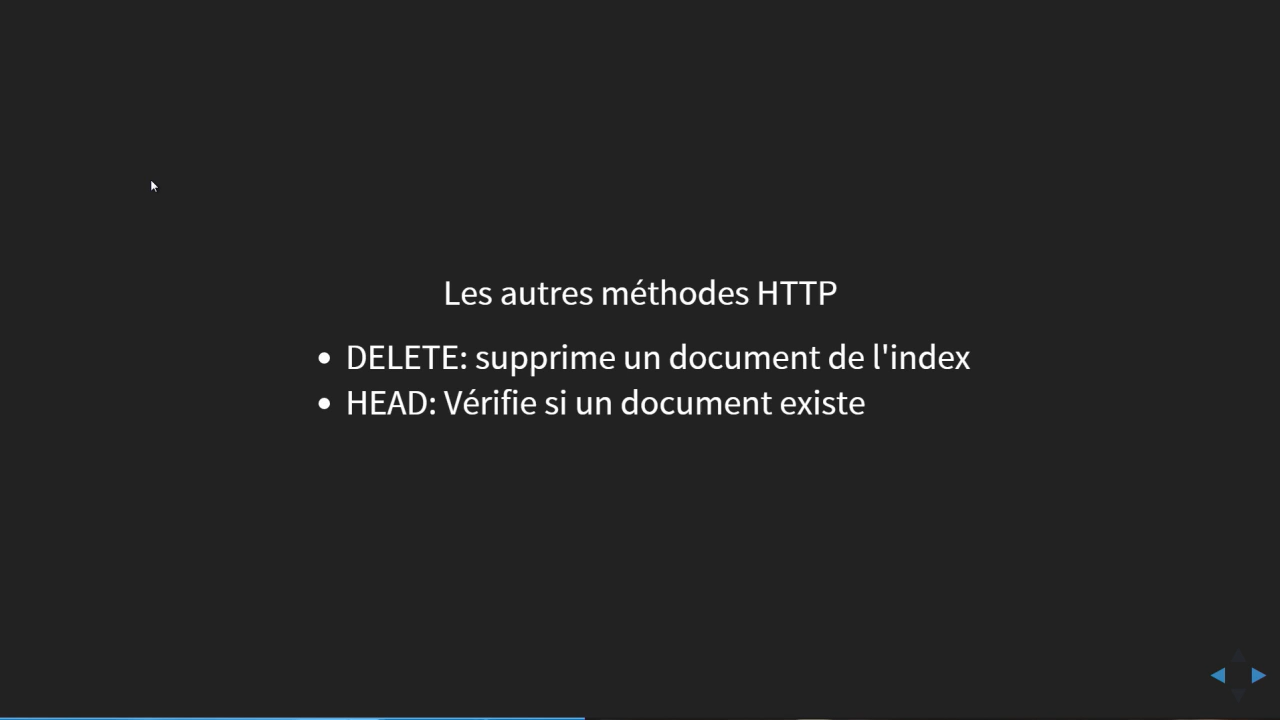 Les autres méthodes HTTP
• DELETE: supprime un document de l'index
• HEAD: Vérifie si un document existe